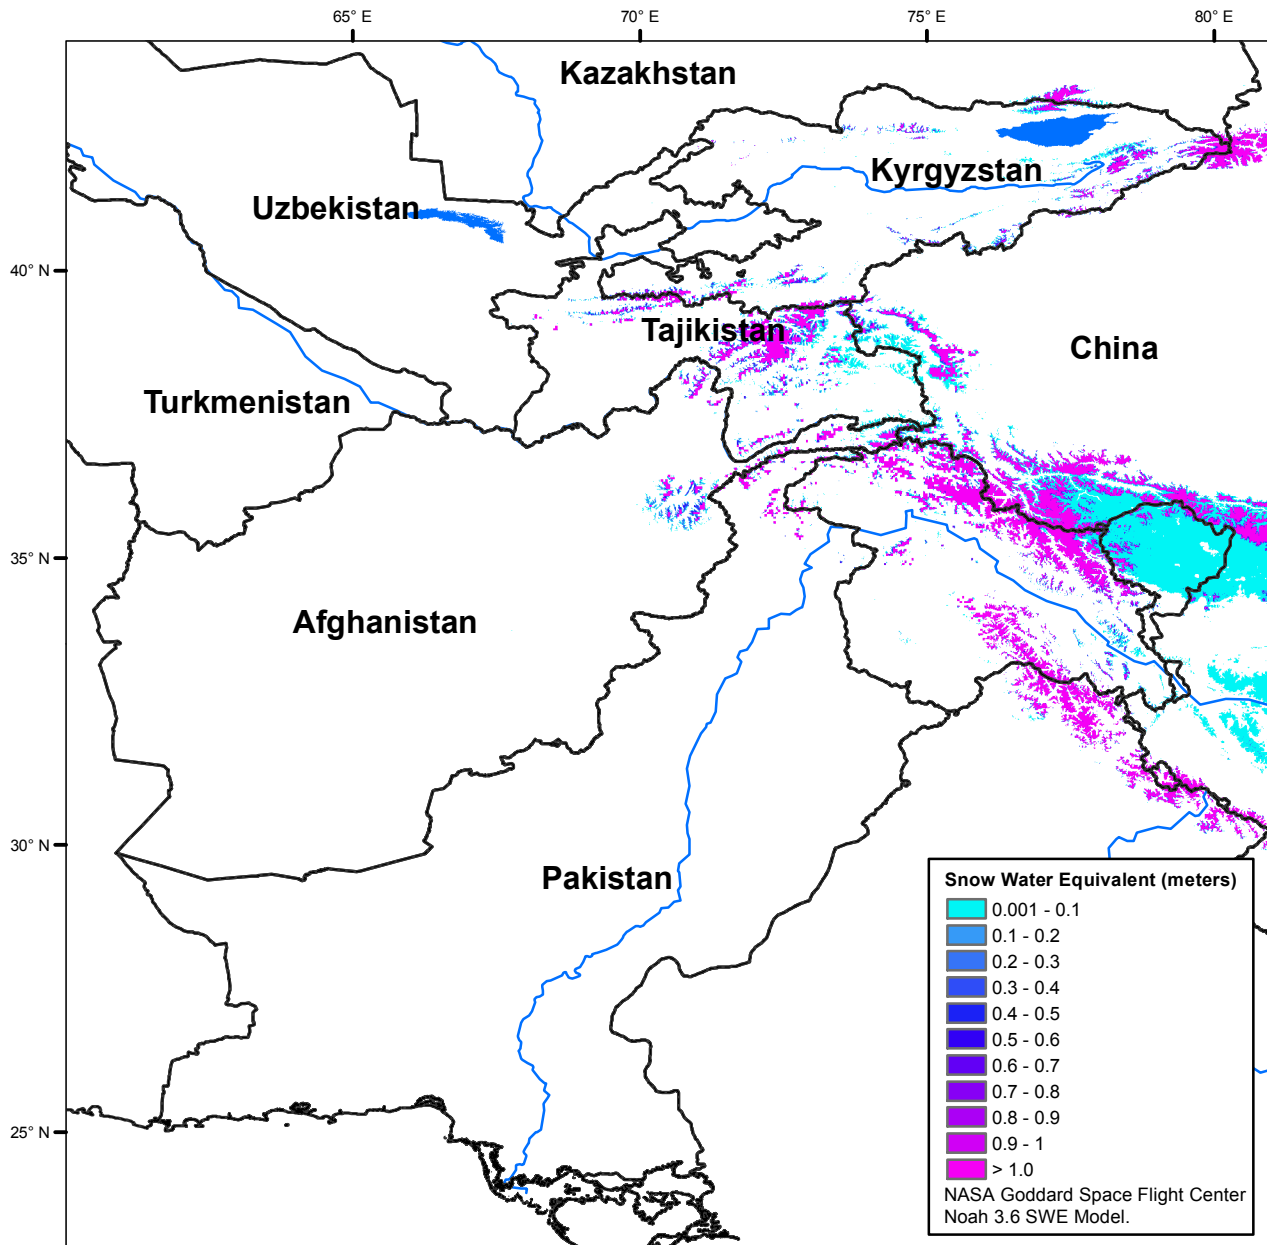 65° E
70° E
75° E
80° E
Kazakhstan
Kyrgyzstan
Uzbekistan
40° N
Tajikistan
China
Turkmenistan
35° N
Afghanistan
30° N
Pakistan
25° N
Snow Water Equivalent (meters)
0.001 - 0.1
0.1 - 0.2
0.2 - 0.3
0.3 - 0.4
0.4 - 0.5
0.5 - 0.6
0.6 - 0.7
0.7 - 0.8
0.8 - 0.9
0.9 - 1
> 1.0
NASA Goddard Space Flight Center
Noah 3.6 SWE Model.